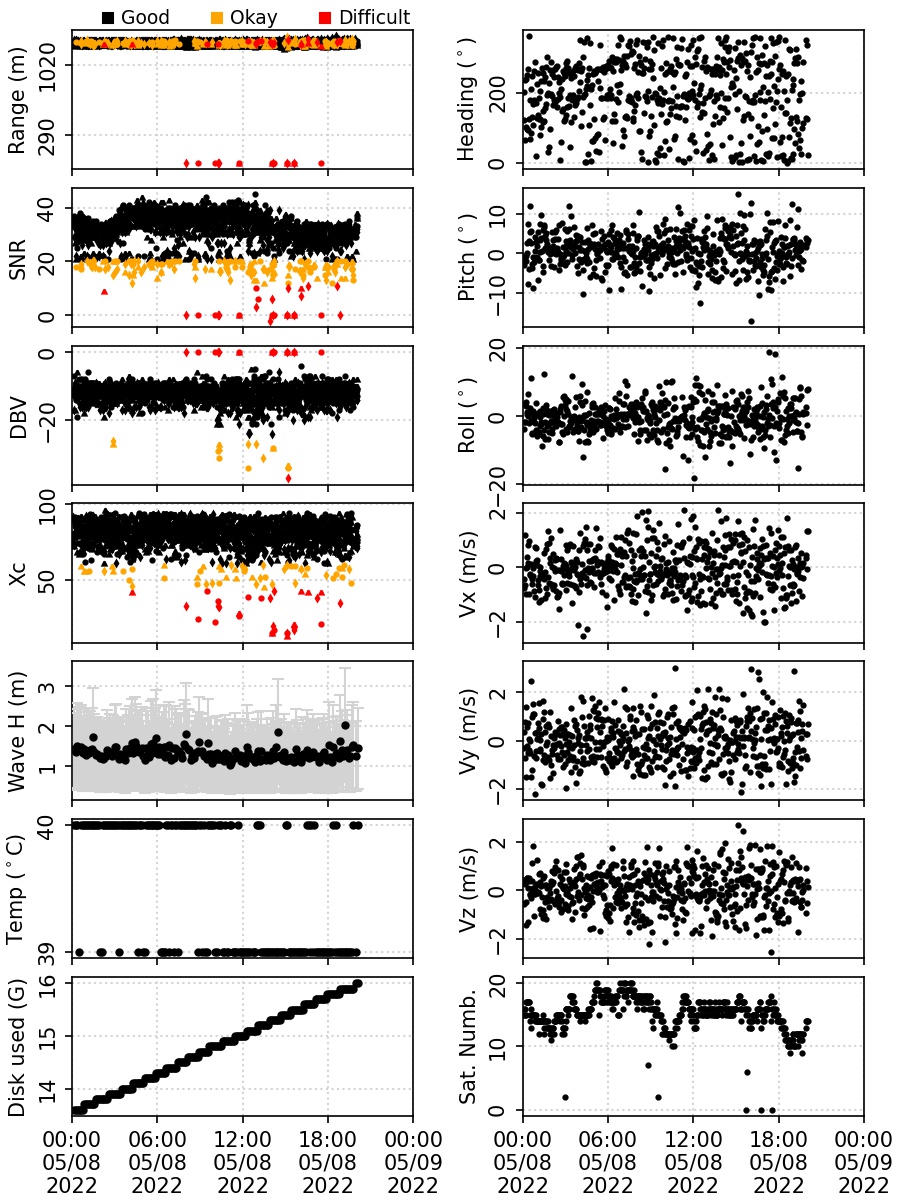 Good Okay Difficult
Range (m)
1020
290
Heading (°)
200
0
SNR
40
20
0
Pitch (°)
10
0
−10
DBV
0
−20
Roll (°)
20
0
−20
Xc
100
50
Vx (m/s)
2
0
−2
Wave H (m)
3
2
1
Vy (m/s)
2
0
−2
Temp (°C)
40
39
Vz (m/s)
2
0
−2
Disk used (G)
16
15
14
Sat. Numb.
20
10
0
00:00 06:00 12:00 18:00 00:00
05/08 05/08 05/08 05/08 05/09
2022 2022 2022 2022 2022
00:00 06:00 12:00 18:00 00:00
05/08 05/08 05/08 05/08 05/09
2022 2022 2022 2022 2022